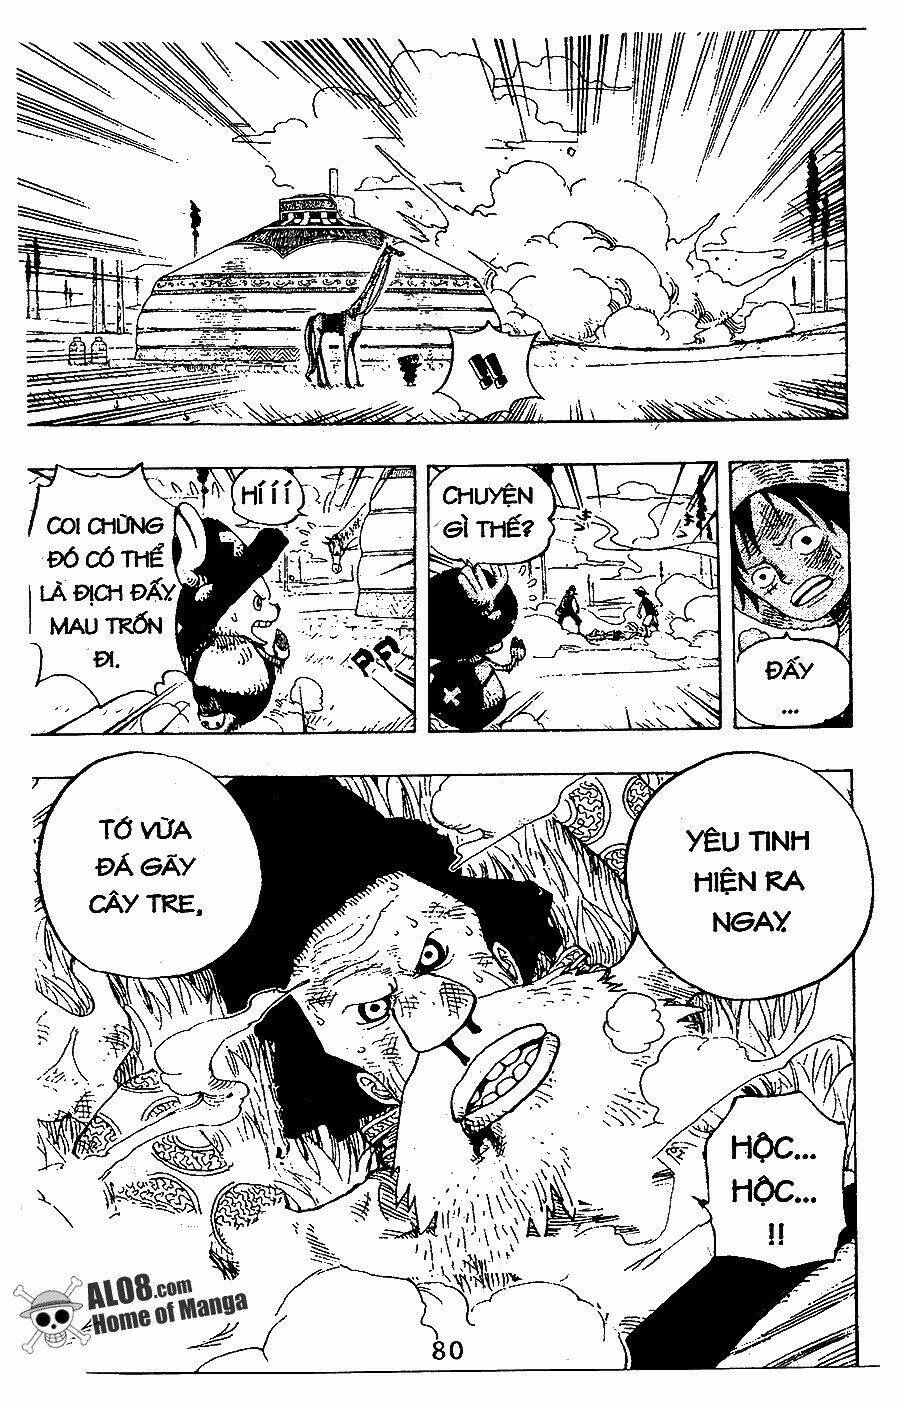 !!
COI CHỪNG
ĐÓ CÓ THỂ
LÀ ĐỊCH ĐẤY.
MAU TRỐN
ĐI.
HÍ Í Í
CHUYỆN
GÌ THẾ?
ĐẤY
...
TỚ VỪA
ĐÁ GÃY
CÂY TRE,
YÊU TINH
HIỆN RA
NGAY.
HỘC...
HỘC...
!!
AL08.com
Home of Manga
80